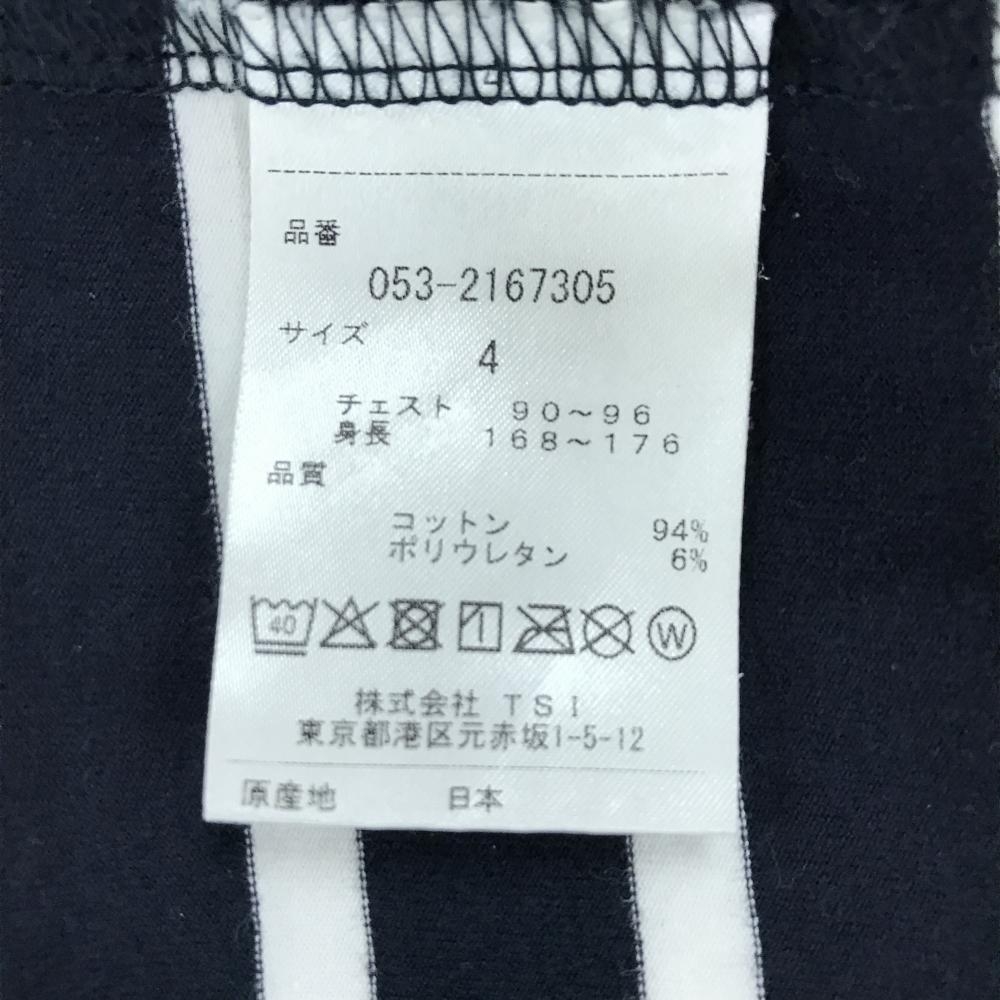 品番
053-2167305
サイズ
4
チェスト 90~96
身長 168~176
品質
コットン 94%
ポリウレタン 6%
40 W
株式会社 TSI
東京都港区元赤坂1-5-12
原産地 日本